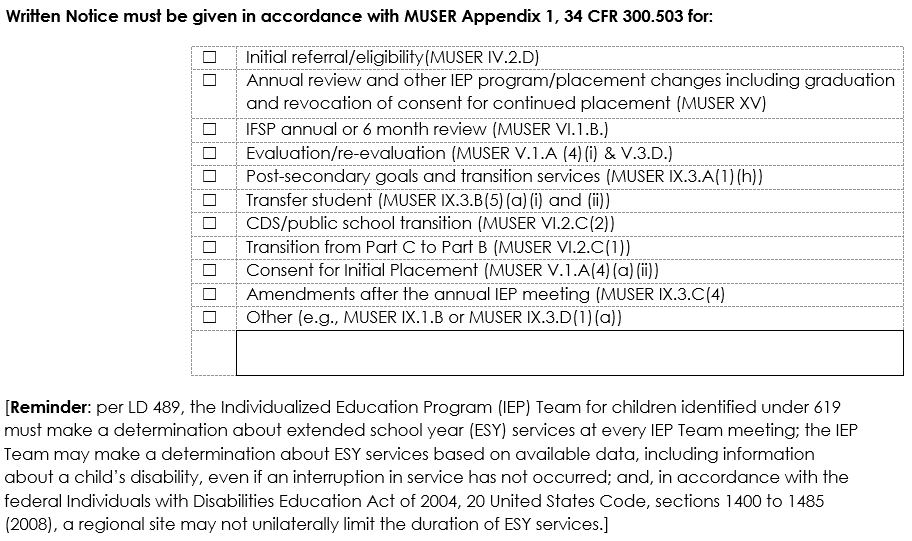 Written Notice must be given in accordance with MUSER Appendix 1, 34 CFR 300.503 for:
☐ Initial referral/eligibility(MUSER IV.2.D)
☐ Annual review and other IEP program/placement changes including graduation
and revocation of consent for continued placement (MUSER XV)
☐ IFSP annual or 6 month review (MUSER VI.1.B.)
☐ Evaluation/re-evaluation (MUSER V.1.A (4)(i) & V.3.D.)
☐ Post-secondary goals and transition services (MUSER IX.3.A(1)(h))
☐ Transfer student (MUSER IX.3.B(5)(a)(i) and (ii))
☐ CDS/public school transition (MUSER VI.2.C(2))
☐ Transition from Part C to Part B (MUSER VI.2.C(1))
☐ Consent for Initial Placement (MUSER V.1.A(4)(a)(ii))
☐ Amendments after the annual IEP meeting (MUSER IX.3.C(4)
☐ Other (e.g., MUSER IX.1.B or MUSER IX.3.D(1)(a))
[Reminder: per LD 489, the Individualized Education Program (IEP) Team for children identified under 619
must make a determination about extended school year (ESY) services at every IEP Team meeting; the IEP
Team may make a determination about ESY services based on available data, including information
about a child's disability, even if an interruption in service has not occurred; and, in accordance with the
federal Individuals with Disabilities Education Act of 2004, 20 United States Code, sections 1400 to 1485
(2008), a regional site may not unilaterally limit the duration of ESY services.]